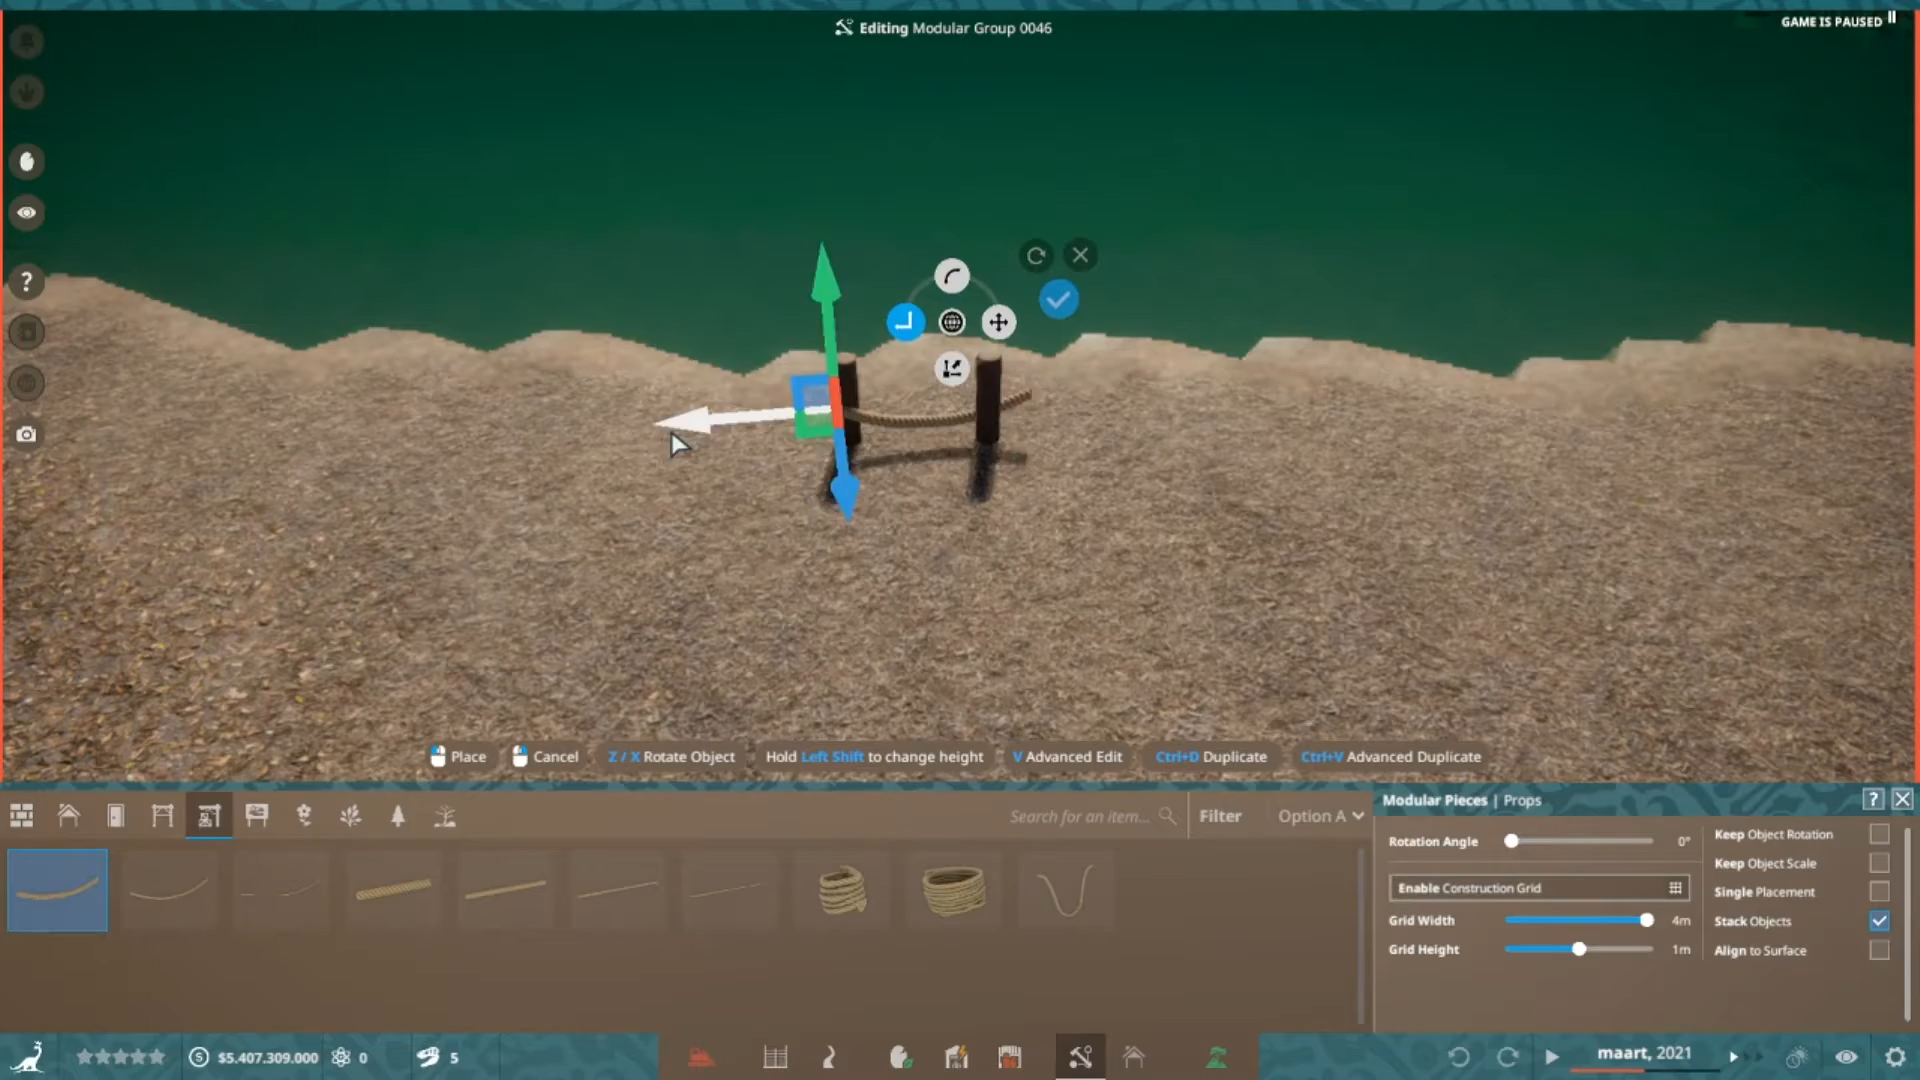 Editing Modular Group 0046
GAME IS PAUSED
?
Place
Cancel
Z / X Rotate Object
Hold Left Shift to change height
V Advanced Edit
Ctrl+D Duplicate
Ctrl+V Advanced Duplicate
Search for an item...
Filter
Option A
Modular Pieces | Props
?
Rotation Angle
0°
Enable Construction Grid
Grid Width
4m
Grid Height
1m
Keep Object Rotation
Keep Object Scale
Single Placement
Stack Objects
Align to Surface
$5.407.309.000
0
5
maart, 2021